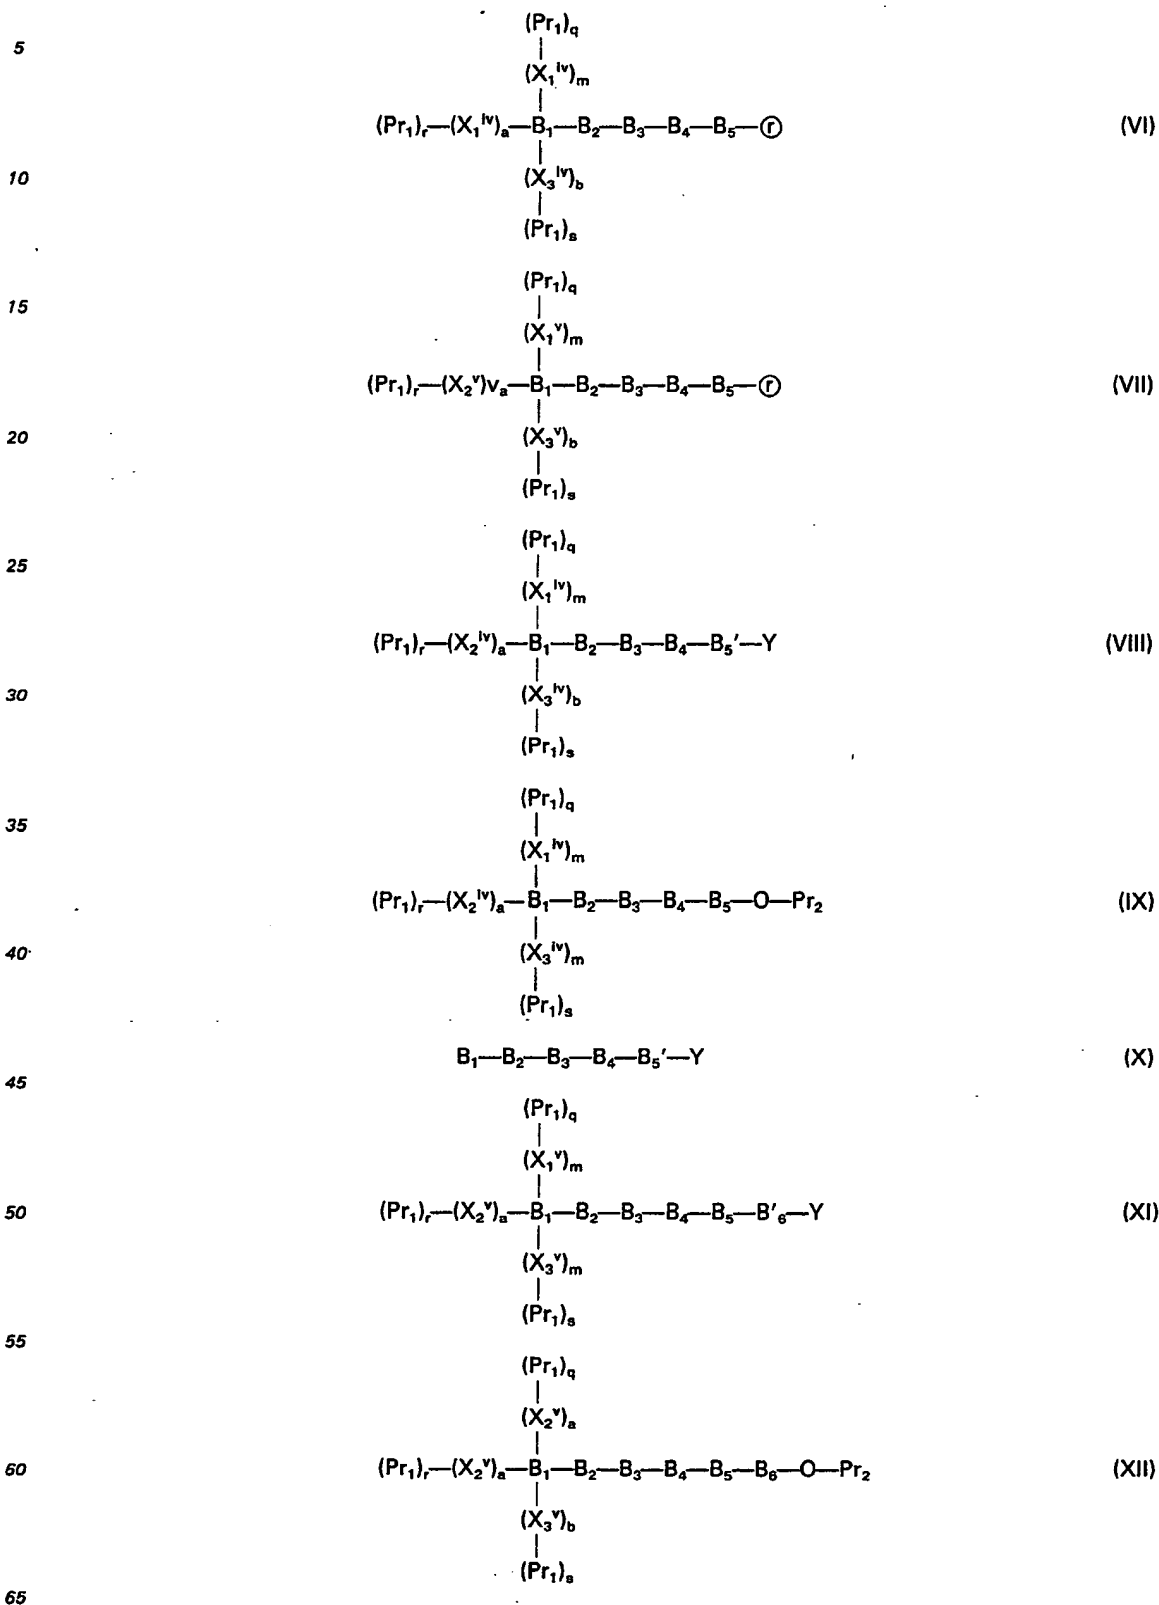 (Pr₁)q
5
(X₁ⁱᵛ)m
(Pr₁)r—(X₁ⁱᵛ)a—B₁—B₂—B₃—B₄—B₅—ⓡ (VI)
10 (X₃ⁱᵛ)b
(Pr₁)s
(Pr₁)q
15
(X₁ᵛ)m
(Pr₁)r—(X₂ᵛ)va—B₁—B₂—B₃—B₄—B₅—ⓡ (VII)
20 (X₃ᵛ)b
(Pr₁)s
(Pr₁)q
25
(X₁ⁱᵛ)m
(Pr₁)r—(X₂ⁱᵛ)a—B₁—B₂—B₃—B₄—B₅′—Y (VIII)
30 (X₃ⁱᵛ)b
(Pr₁)s
(Pr₁)q
35
(X₁ⁱᵛ)m
(Pr₁)r—(X₂ⁱᵛ)a—B₁—B₂—B₃—B₄—B₅—O—Pr₂ (IX)
40 (X₃ⁱᵛ)m
(Pr₁)s
B₁—B₂—B₃—B₄—B₅′—Y (X)
45
(Pr₁)q
(X₁ᵛ)m
50 (Pr₁)r—(X₂ᵛ)a—B₁—B₂—B₃—B₄—B₅—B′₆—Y (XI)
(X₃ᵛ)m
(Pr₁)s
55
(Pr₁)q
(X₂ᵛ)a
60 (Pr₁)r—(X₂ᵛ)a—B₁—B₂—B₃—B₄—B₅—B₆—O—Pr₂ (XII)
(X₃ᵛ)b
(Pr₁)s
65